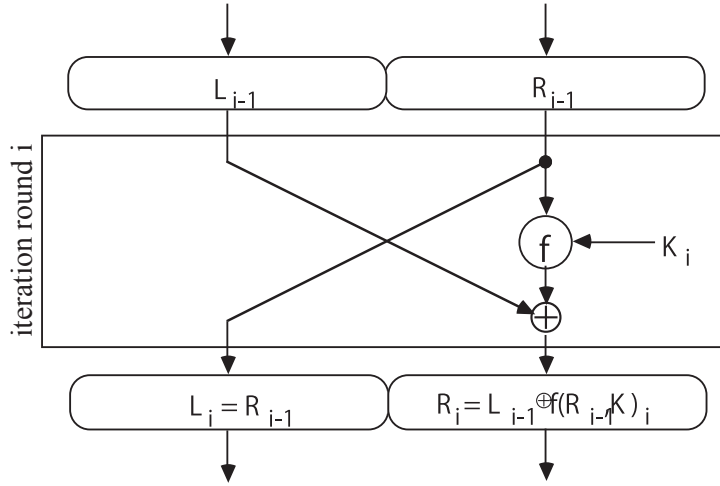 L i-1
R i-1
iteration round i
f
K i
L i = R i-1
R i = L i-1 ⊕f(R i-1,K) i